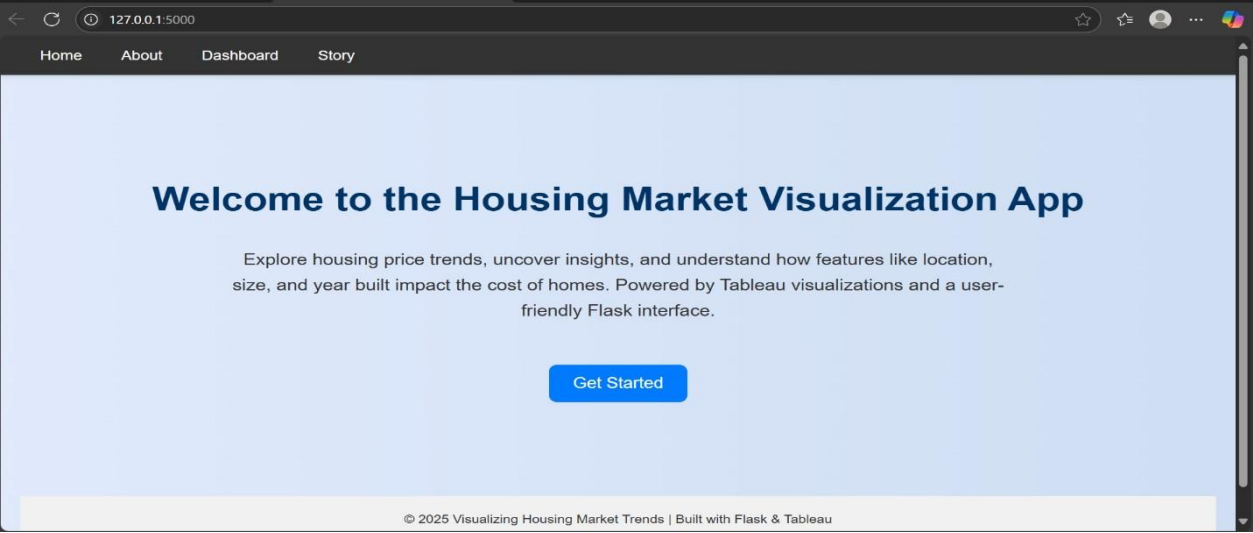 127.0.0.1:5000
Home About Dashboard Story
Welcome to the Housing Market Visualization App
Explore housing price trends, uncover insights, and understand how features like location,
size, and year built impact the cost of homes. Powered by Tableau visualizations and a user-
friendly Flask interface.
Get Started
© 2025 Visualizing Housing Market Trends | Built with Flask & Tableau